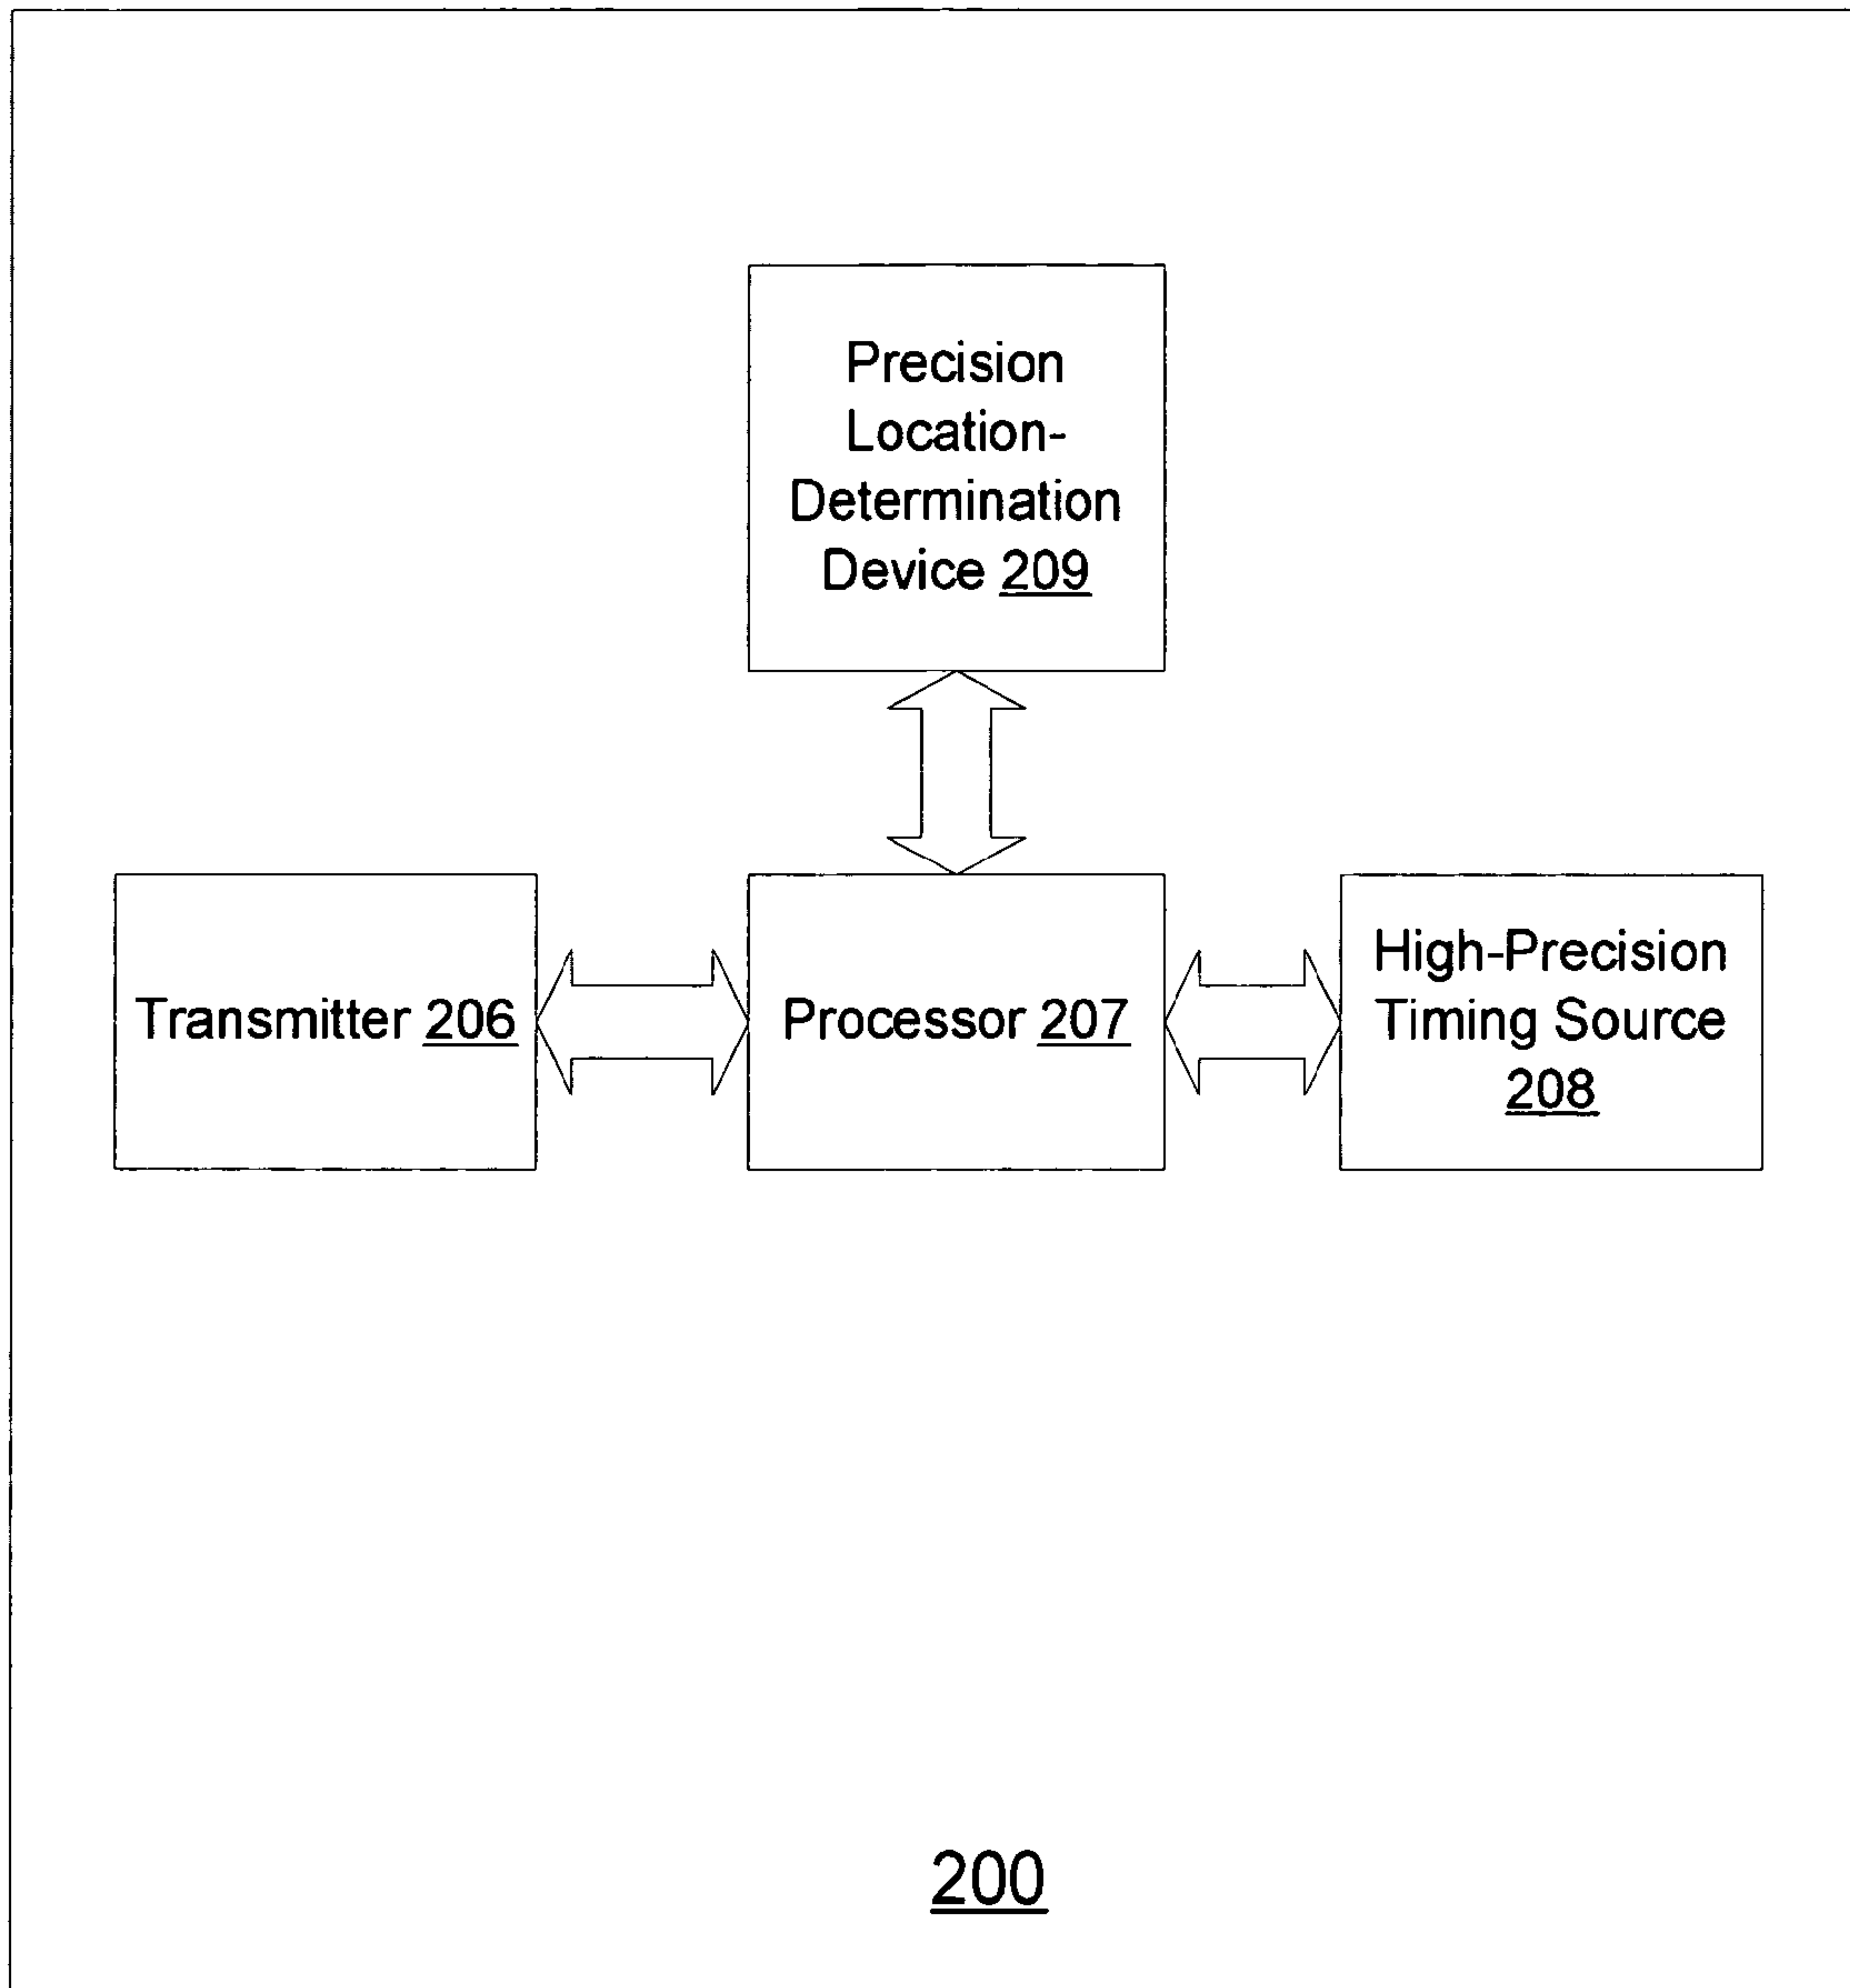 Precision
Location-
Determination
Device 209
Transmitter 206
Processor 207
High-Precision
Timing Source
208
200